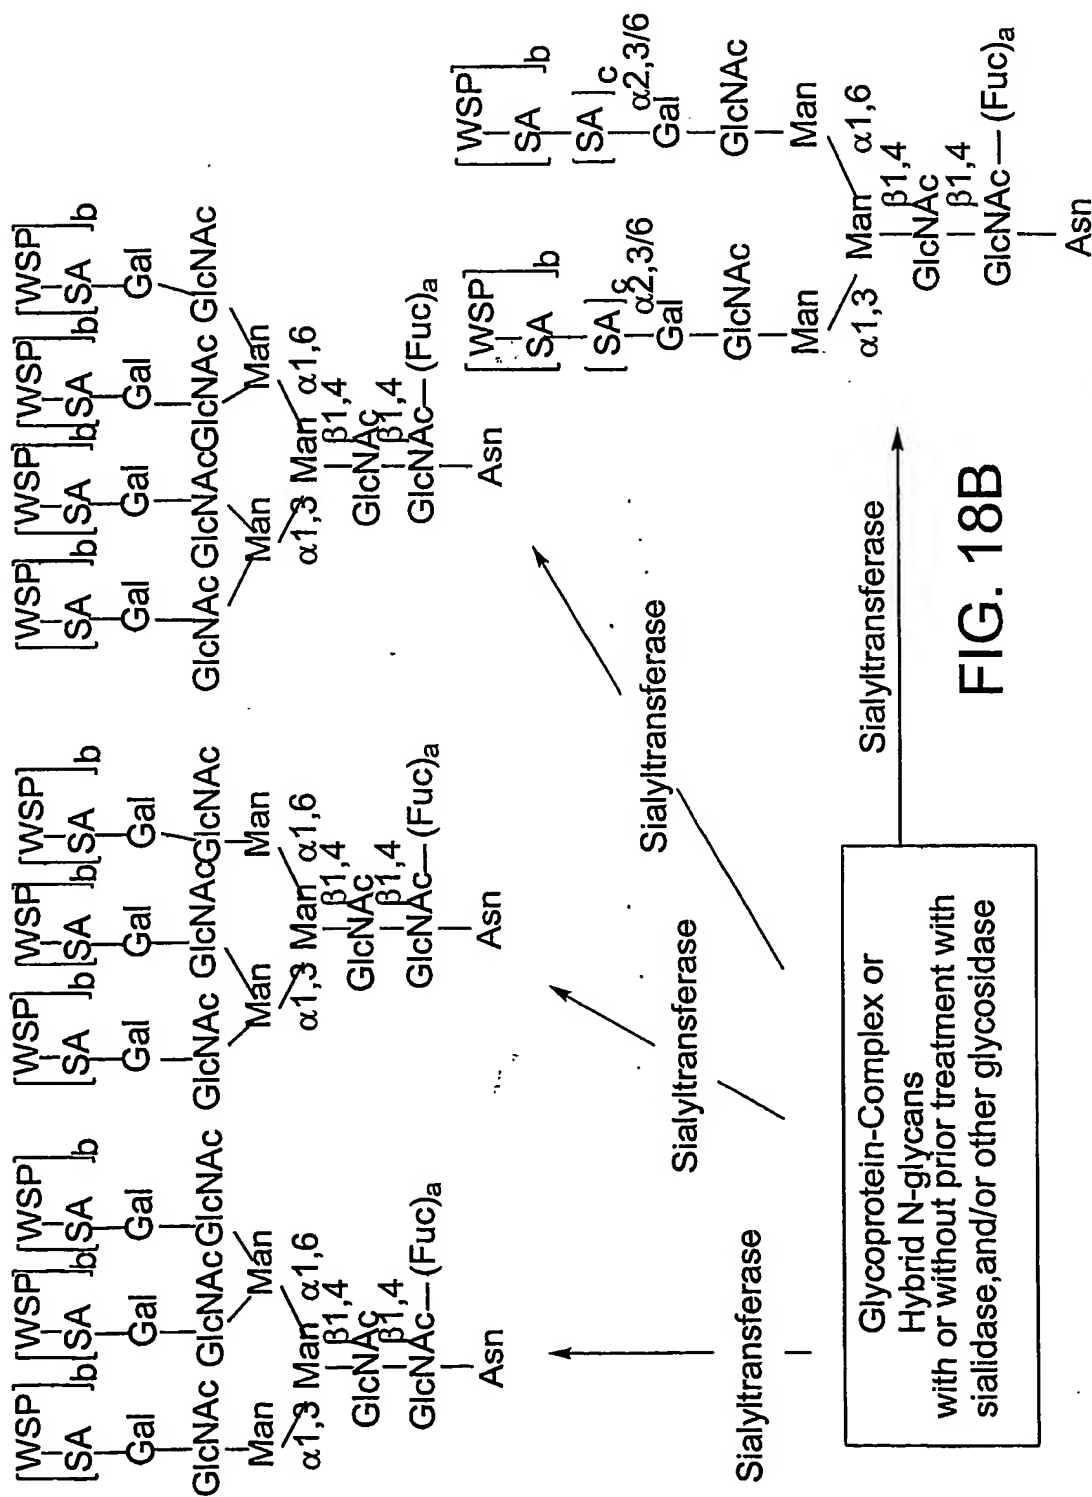 [WSP] [WSP] [WSP]
[SA ]b [SA ]b [SA ]b
Gal Gal Gal
GlcNAc GlcNAc GlcNAc
Man Man
α1,3 Man α1,6
β1,4
GlcNAc
β1,4
GlcNAc—(Fuc)a
Asn
[WSP] [WSP] [WSP]
[SA ]b [SA ]b [SA ]b
Gal Gal Gal
GlcNAc GlcNAc GlcNAc
Man Man
α1,3 Man α1,6
β1,4
GlcNAc
β1,4
GlcNAc—(Fuc)a
Asn
[WSP] [WSP] [WSP] [WSP]
[SA ]b [SA ]b [SA ]b [SA ]b
Gal Gal Gal Gal
GlcNAc GlcNAc GlcNAc GlcNAc
Man Man
α1,3 Man α1,6
β1,4
GlcNAc
β1,4
GlcNAc—(Fuc)a
Asn
Sialyltransferase
Sialyltransferase
Sialyltransferase
Sialyltransferase
[WSP] [WSP]
[SA ]b [SA ]b
[SA ]c [SA ]c
α2,3/6 α2,3/6
Gal Gal
GlcNAc GlcNAc
Man Man
α1,3 Man α1,6
β1,4
GlcNAc
β1,4
GlcNAc—(Fuc)a
Asn
Glycoprotein-Complex or
Hybrid N-glycans
with or without prior treatment with
sialidase,and/or other glycosidase
FIG. 18B